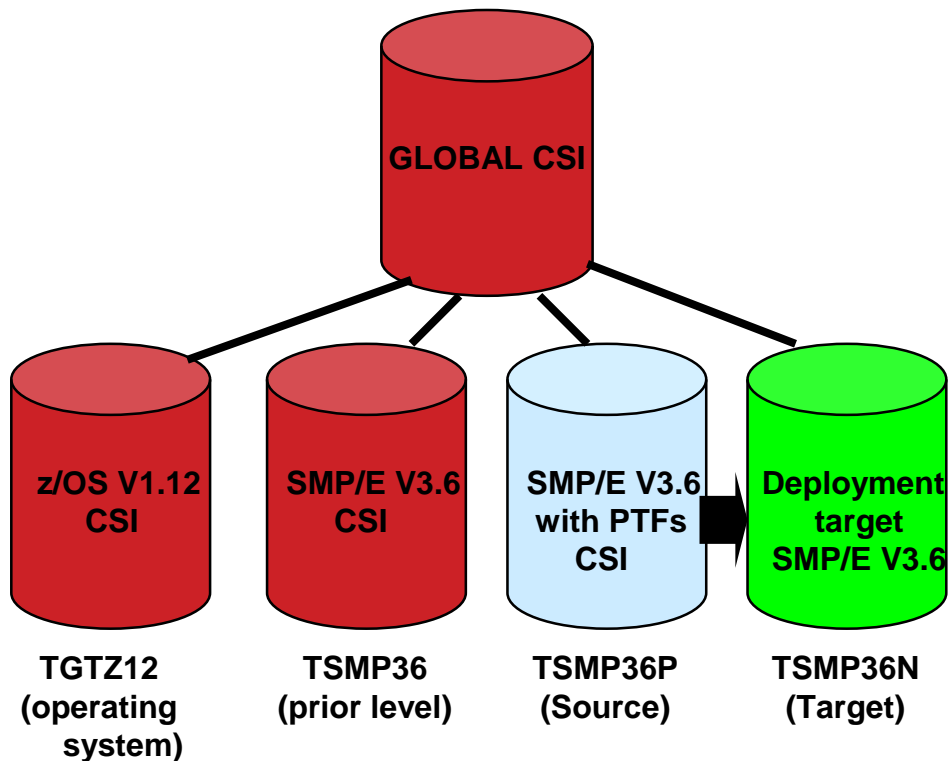 GLOBAL CSI
z/OS V1.12
CSI
SMP/E V3.6
CSI
SMP/E V3.6
with PTFs
CSI
Deployment
target
SMP/E V3.6
TGTZ12
(operating
system)
TSMP36
(prior level)
TSMP36P
(Source)
TSMP36N
(Target)